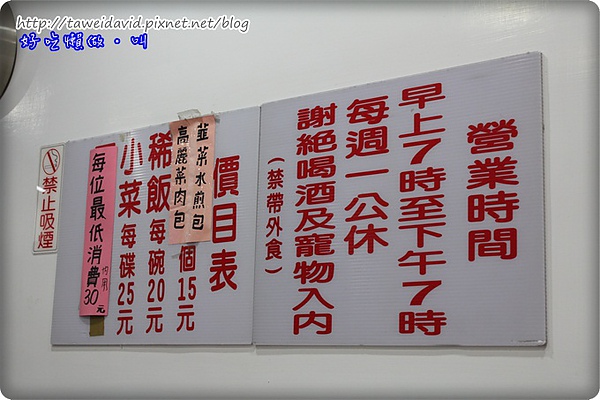 http://taweidavid.pixnet.net/blog
好吃懶做。叫
營業時間
早上7時至下午7時
每週一公休
謝絕喝酒及寵物入內
(禁帶外食)
價目表
韮菜水煎包
高麗菜肉包
個15元
稀飯每碗20元
小菜每碟25元
每位最低消費30元
禁止吸煙